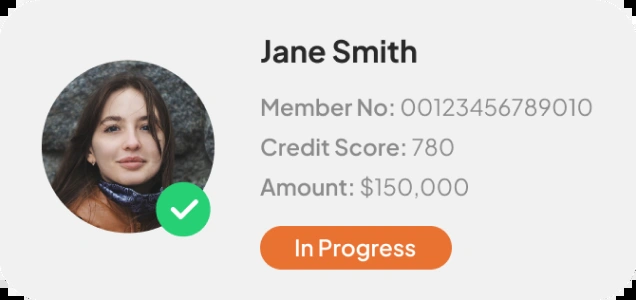 Jane Smith
Member No: 00123456789010
Credit Score: 780
Amount: $150,000
In Progress